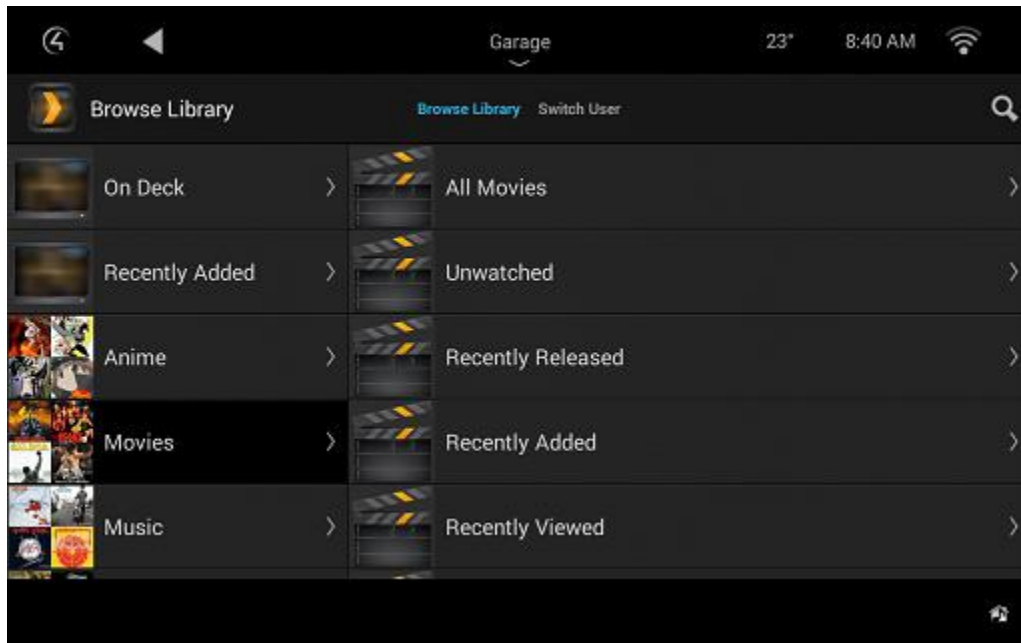 Garage
23°
8:40 AM
Browse Library
Browse Library Switch User
On Deck
All Movies
Recently Added
Unwatched
Anime
Recently Released
Movies
Recently Added
Music
Recently Viewed